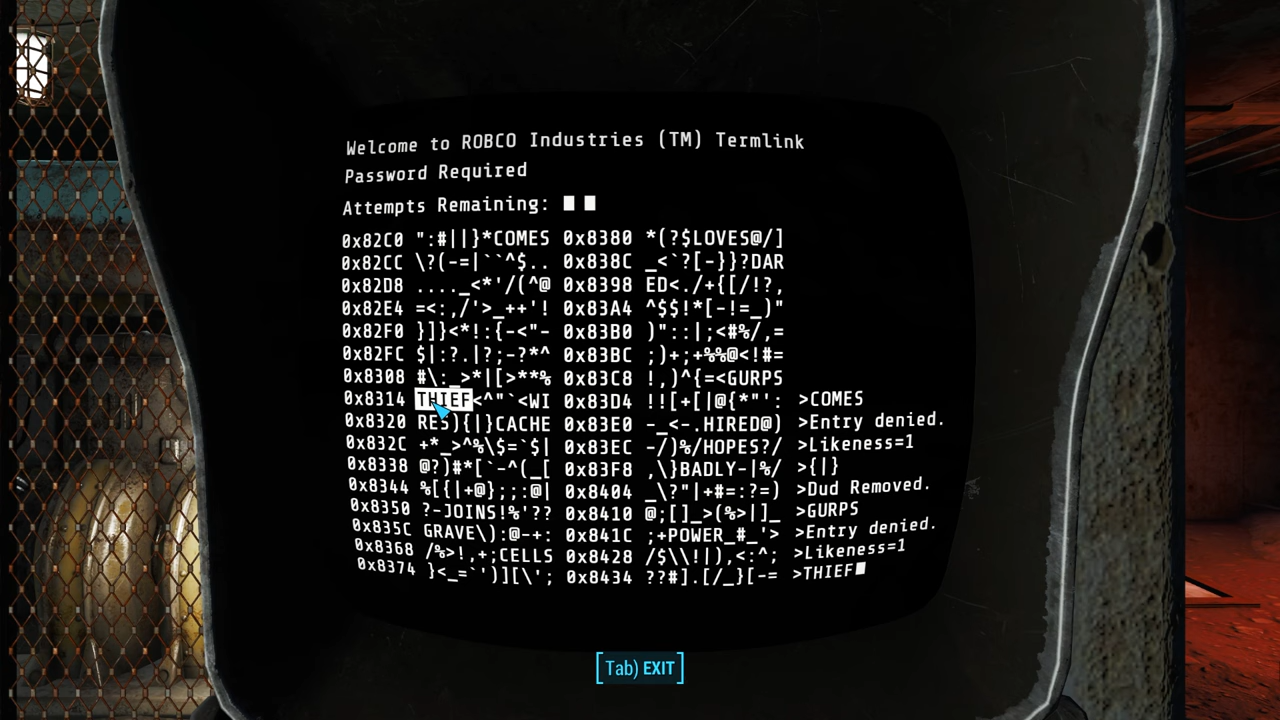 Welcome to ROBCO Industries (TM) Termlink
Password Required
Attempts Remaining: ■ ■
0x82C0 ":#||}*COMES 0x8380 *(?$LOVES@/]
0x82CC \?(-=|``^$.. 0x838C _<`?[-}}?DAR
0x82D8 ...._<*'/(^@ 0x8398 ED<./+{[/!?,
0x82E4 =<:,/'>_++'! 0x83A4 ^$$!*[-!=_)"
0x82F0 }]}<*!:{-<"- 0x83B0 )"::|;<#%/,=
0x82FC $|:?.|?;-?*^ 0x83BC ;)+;+%%@<!#=
0x8308 #\:_>*|[>**% 0x83C8 !,)^{=<GURPS
0x8314 THIEF<^"`<WI 0x83D4 !![+[|@{*"': >COMES
0x8320 RES){|}CACHE 0x83E0 -_<-.HIRED@) >Entry denied.
0x832C +*_>^%\$=`$| 0x83EC -/)%/HOPES?/ >Likeness=1
0x8338 @?)#*[`-^(_[ 0x83F8 ,\}BADLY-|%/ >{|}
0x8344 %[{|+@};;:@| 0x8404 _\?"|+#=:?=) >Dud Removed.
0x8350 ?-JOINS!%'?? 0x8410 @;[]_>(%>|]_ >GURPS
0x835C GRAVE\):@-+: 0x841C ;+POWER_#_'> >Entry denied.
0x8368 /%>!,+;CELLS 0x8428 /$\\!|),<:^; >Likeness=1
0x8374 }<_=`')][\'; 0x8434 ??#].[/_}[-= >THIEF■
Tab) EXIT